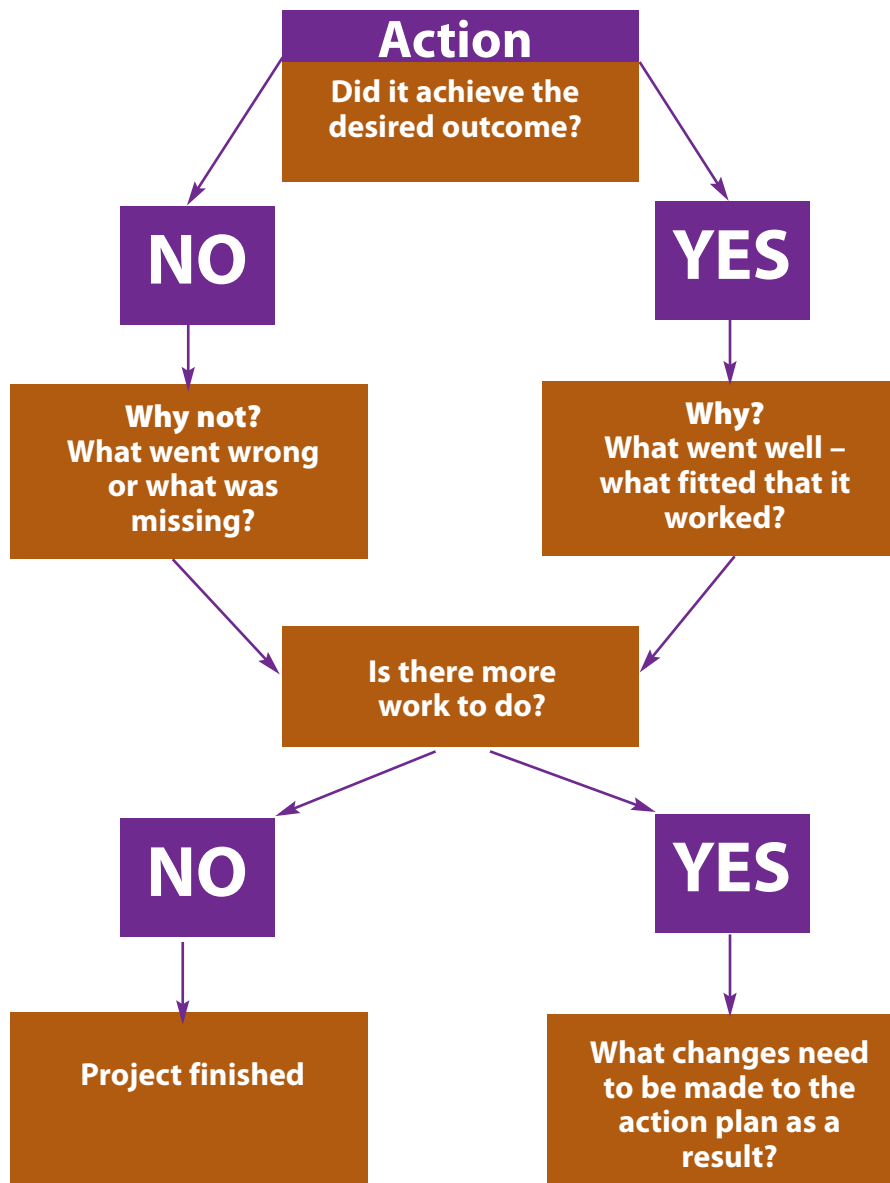 Action
Did it achieve the
desired outcome?
NO
YES
Why not?
What went wrong
or what was
missing?
Why?
What went well –
what fitted that it
worked?
Is there more
work to do?
NO
YES
Project finished
What changes need
to be made to the
action plan as a
result?